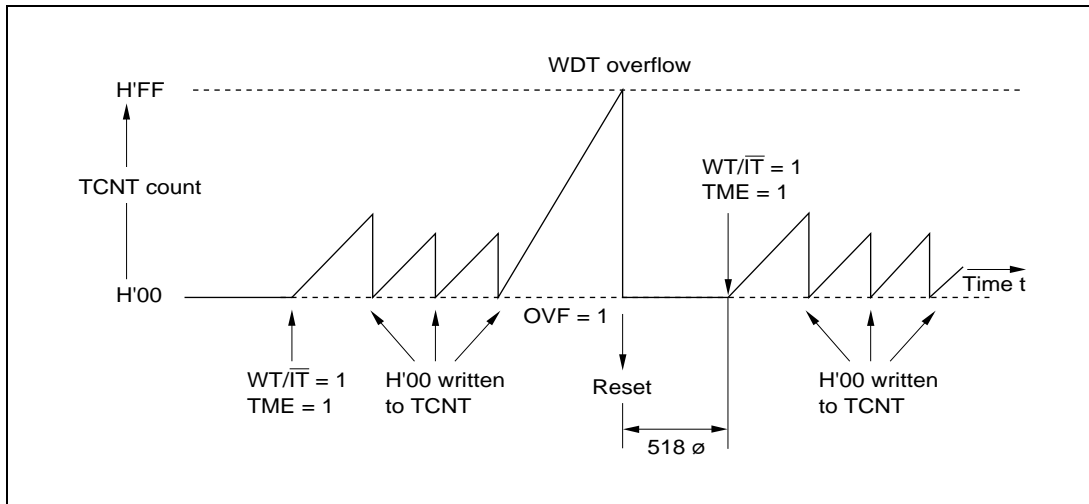 WDT overflow
H'FF
TCNT count
H'00
WT/IT = 1
TME = 1
Time t
OVF = 1
WT/IT = 1
TME = 1
H'00 written
to TCNT
Reset
H'00 written
to TCNT
518 ø